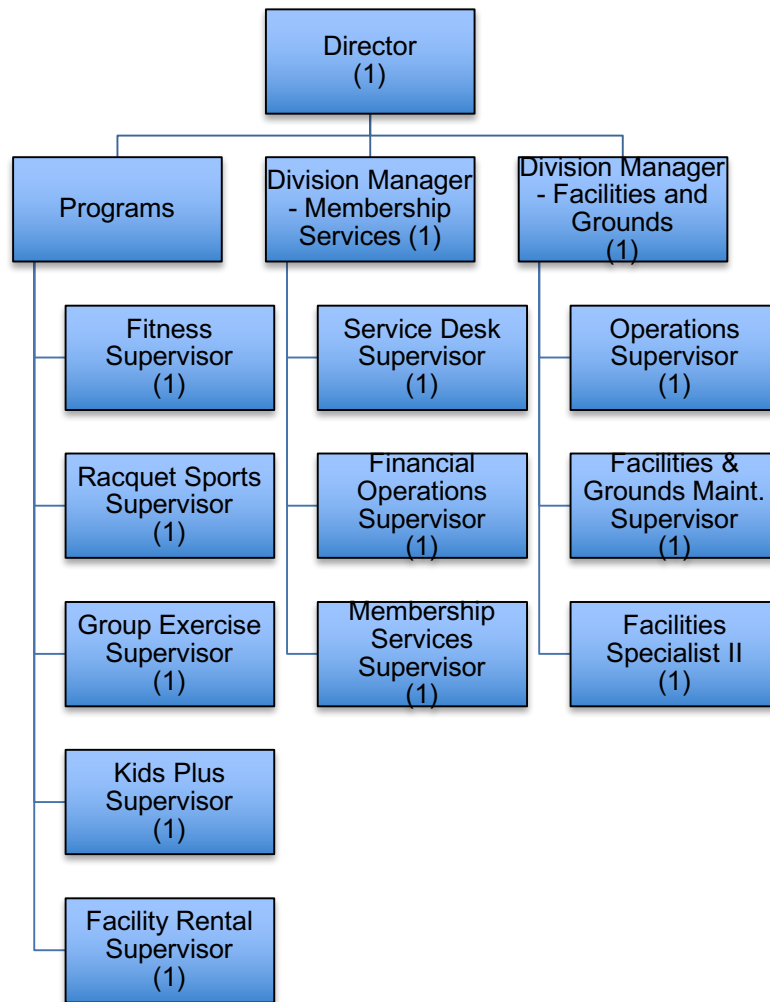 Director
(1)
Programs
Division Manager
- Membership
Services (1)
Division Manager
- Facilities and
Grounds
(1)
Fitness
Supervisor
(1)
Racquet Sports
Supervisor
(1)
Group Exercise
Supervisor
(1)
Kids Plus
Supervisor
(1)
Facility Rental
Supervisor
(1)
Service Desk
Supervisor
(1)
Financial
Operations
Supervisor
(1)
Membership
Services
Supervisor
(1)
Operations
Supervisor
(1)
Facilities &
Grounds Maint.
Supervisor
(1)
Facilities
Specialist II
(1)